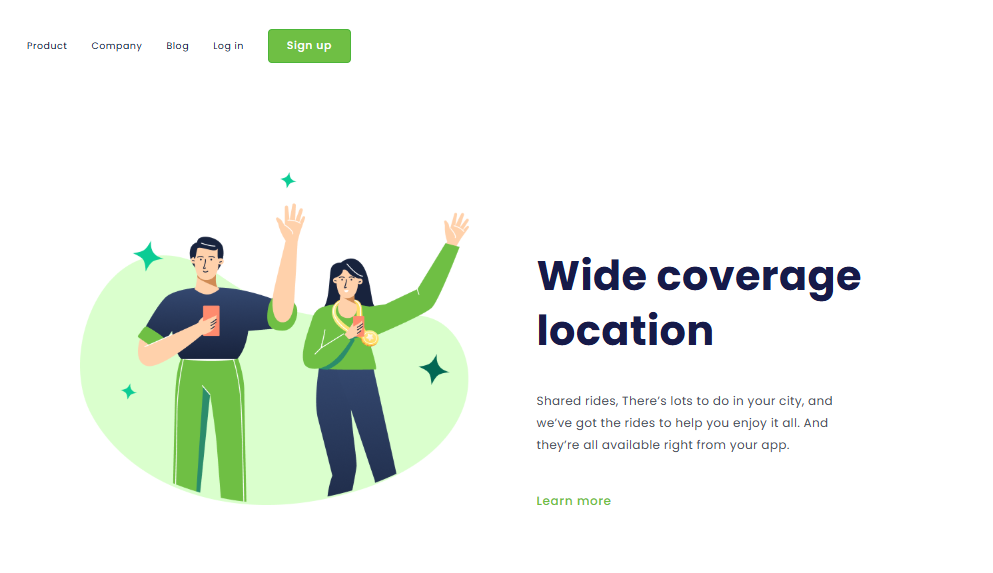 Product Company Blog Log in Sign up
Wide coverage
location
Shared rides, There’s lots to do in your city, and
we’ve got the rides to help you enjoy it all. And
they’re all available right from your app.
Learn more